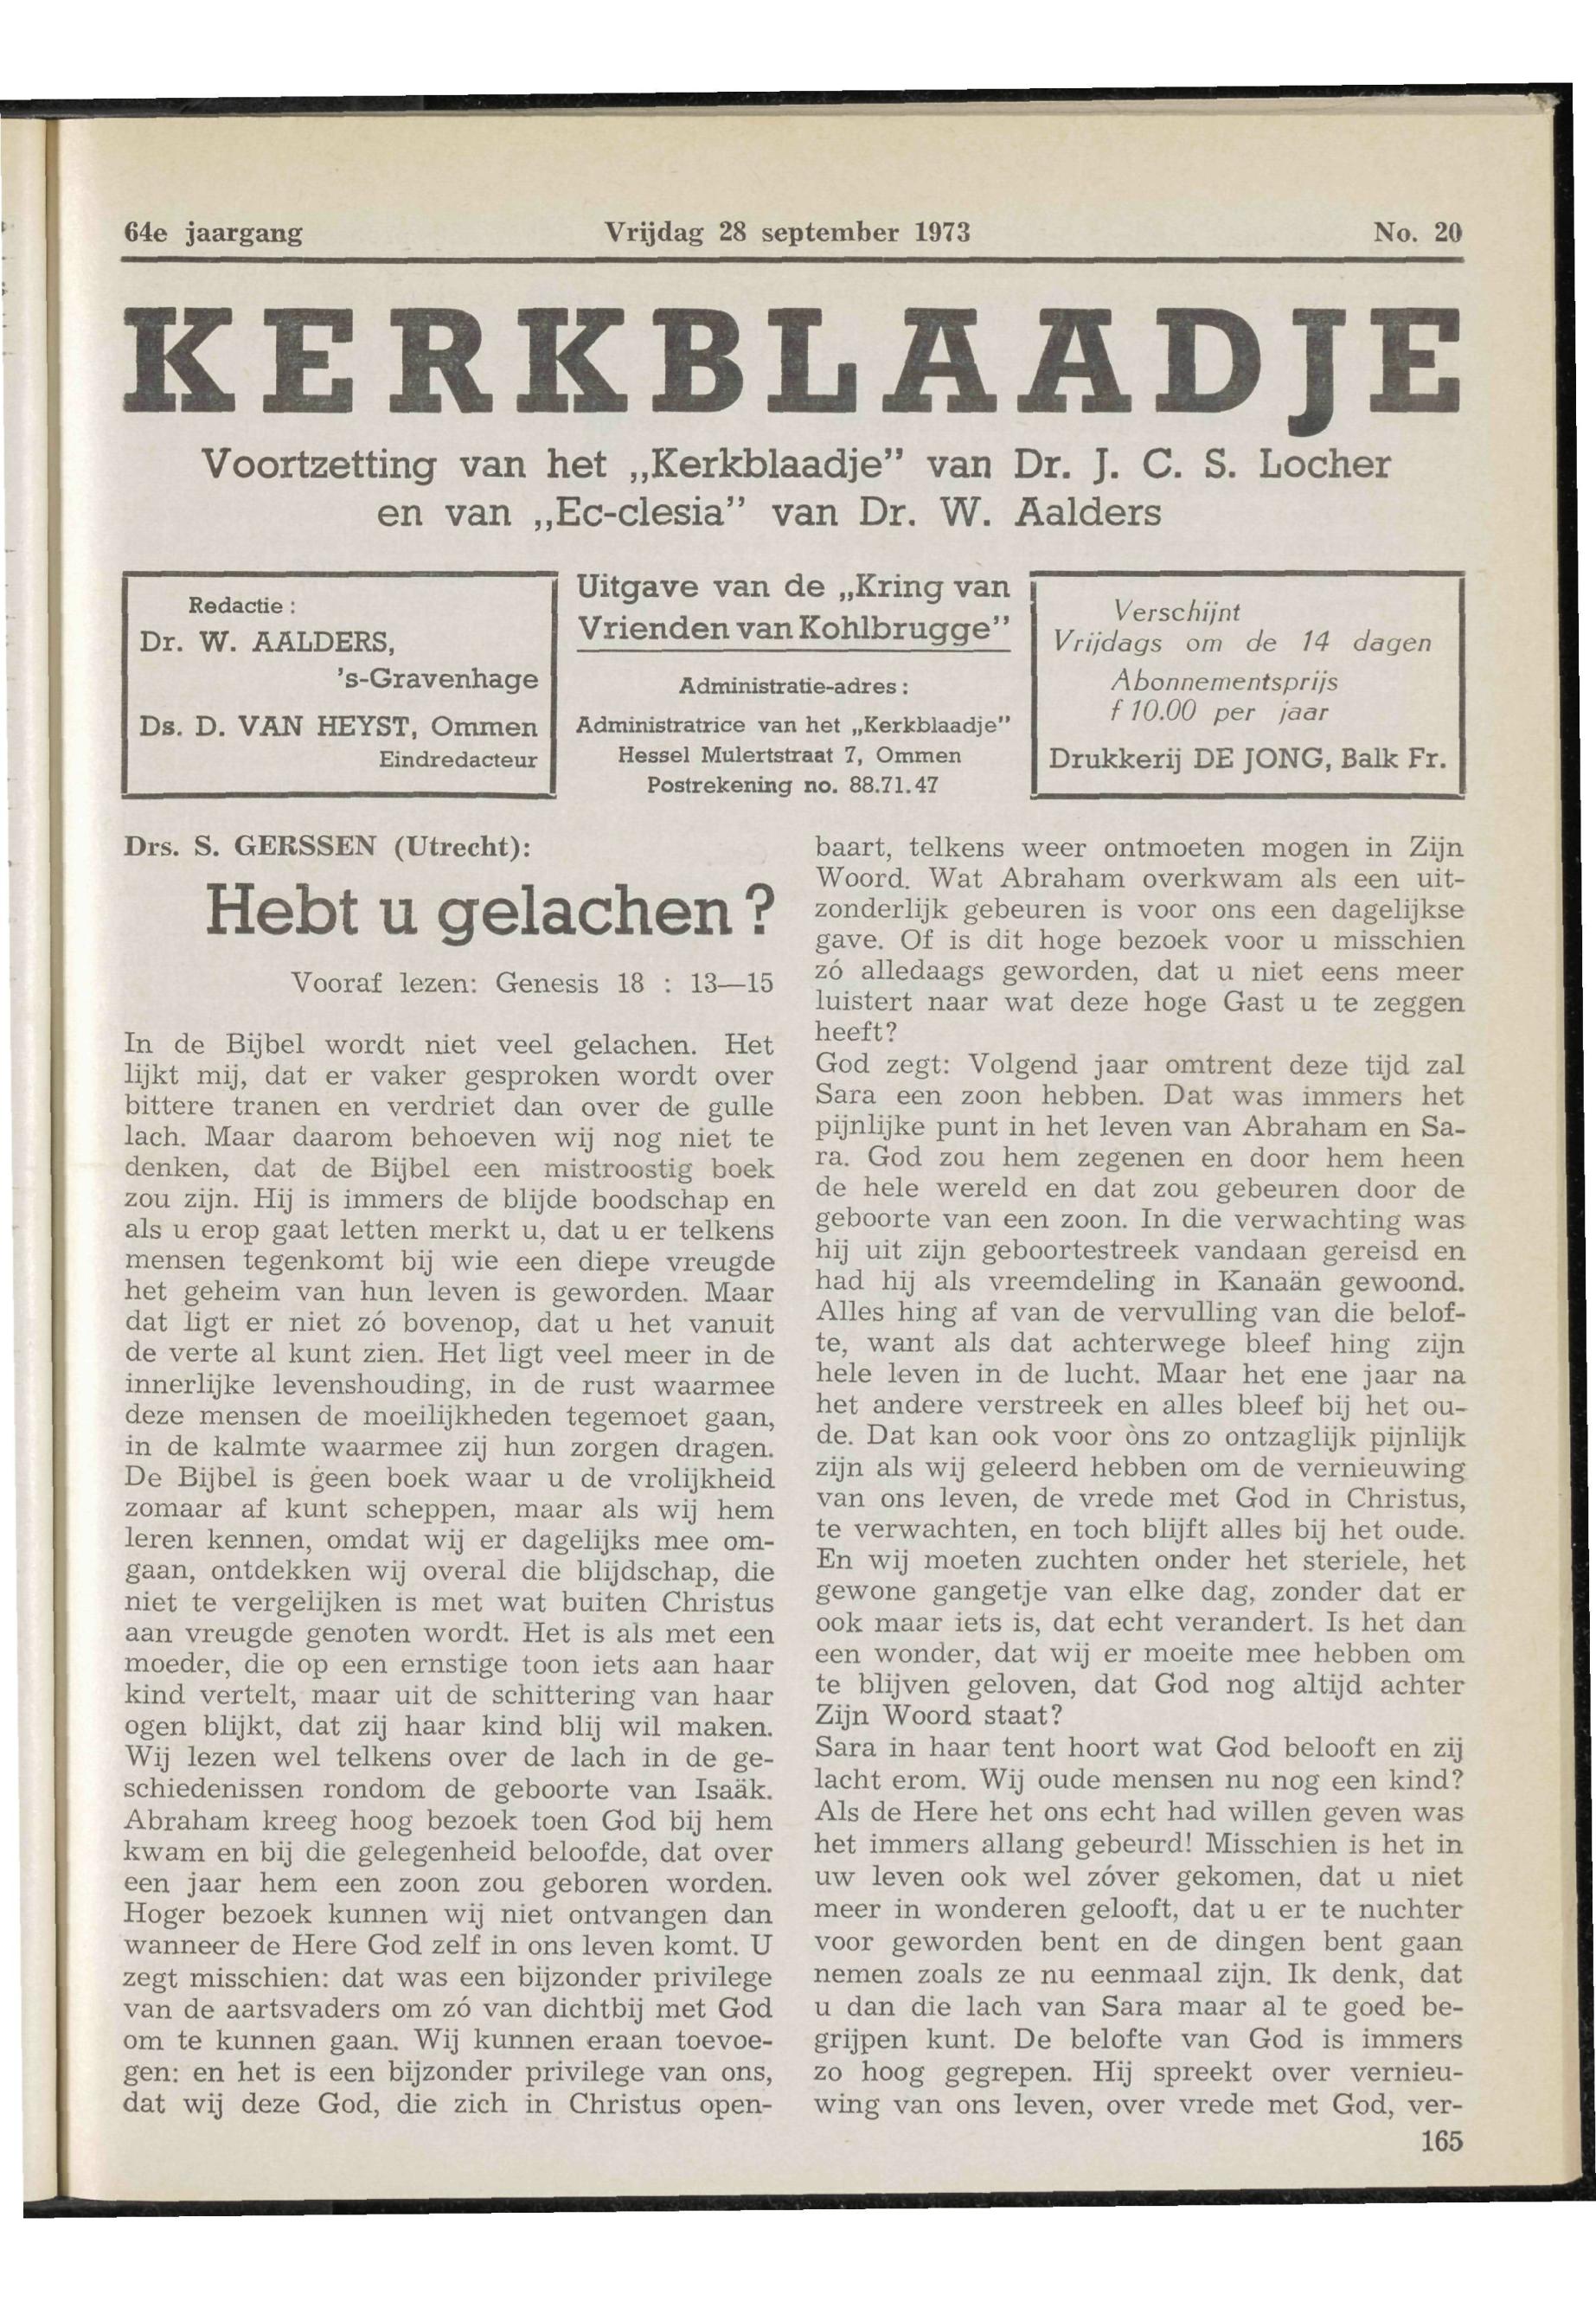 64e jaargang Vrijdag 28 september 1973 No. 20
KERKBLAADJE
Voortzetting van het „Kerkblaadje” van Dr. J. C. S. Locher
en van „Ec-clesia” van Dr. W. Aalders
Redactie :
Dr. W. AALDERS,
's-Gravenhage
Ds. D. VAN HEYST, Ommen
Eindredacteur
Uitgave van de „Kring van
Vrienden van Kohlbrugge”
Administratie-adres :
Administratrice van het „Kerkblaadje”
Hessel Mulertstraat 7, Ommen
Postrekening no. 88.71.47
Verschijnt
Vrijdags om de 14 dagen
Abonnementsprijs
f 10.00 per jaar
Drukkerij DE JONG, Balk Fr.
Drs. S. GERSSEN (Utrecht):
Hebt u gelachen ?
Vooraf lezen: Genesis 18 : 13—15
In de Bijbel wordt niet veel gelachen. Het
lijkt mij, dat er vaker gesproken wordt over
bittere tranen en verdriet dan over de gulle
lach. Maar daarom behoeven wij nog niet te
denken, dat de Bijbel een mistroostig boek
zou zijn. Hij is immers de blijde boodschap en
als u erop gaat letten merkt u, dat u er telkens
mensen tegenkomt bij wie een diepe vreugde
het geheim van hun leven is geworden. Maar
dat ligt er niet zó bovenop, dat u het vanuit
de verte al kunt zien. Het ligt veel meer in de
innerlijke levenshouding, in de rust waarmee
deze mensen de moeilijkheden tegemoet gaan,
in de kalmte waarmee zij hun zorgen dragen.
De Bijbel is geen boek waar u de vrolijkheid
zomaar af kunt scheppen, maar als wij hem
leren kennen, omdat wij er dagelijks mee om-
gaan, ontdekken wij overal die blijdschap, die
niet te vergelijken is met wat buiten Christus
aan vreugde genoten wordt. Het is als met een
moeder, die op een ernstige toon iets aan haar
kind vertelt, maar uit de schittering van haar
ogen blijkt, dat zij haar kind blij wil maken.
Wij lezen wel telkens over de lach in de ge-
schiedenissen rondom de geboorte van Isaäk.
Abraham kreeg hoog bezoek toen God bij hem
kwam en bij die gelegenheid beloofde, dat over
een jaar hem een zoon zou geboren worden.
Hoger bezoek kunnen wij niet ontvangen dan
wanneer de Here God zelf in ons leven komt. U
zegt misschien: dat was een bijzonder privilege
van de aartsvaders om zó van dichtbij met God
om te kunnen gaan. Wij kunnen eraan toevoe-
gen: en het is een bijzonder privilege van ons,
dat wij deze God, die zich in Christus open-
baart, telkens weer ontmoeten mogen in Zijn
Woord. Wat Abraham overkwam als een uit-
zonderlijk gebeuren is voor ons een dagelijkse
gave. Of is dit hoge bezoek voor u misschien
zó alledaags geworden, dat u niet eens meer
luistert naar wat deze hoge Gast u te zeggen
heeft?
God zegt: Volgend jaar omtrent deze tijd zal
Sara een zoon hebben. Dat was immers het
pijnlijke punt in het leven van Abraham en Sa-
ra. God zou hem zegenen en door hem heen
de hele wereld en dat zou gebeuren door de
geboorte van een zoon. In die verwachting was
hij uit zijn geboortestreek vandaan gereisd en
had hij als vreemdeling in Kanaän gewoond.
Alles hing af van de vervulling van die belof-
te, want als dat achterwege bleef hing zijn
hele leven in de lucht. Maar het ene jaar na
het andere verstreek en alles bleef bij het ou-
de. Dat kan ook voor òns zo ontzaglijk pijnlijk
zijn als wij geleerd hebben om de vernieuwing
van ons leven, de vrede met God in Christus,
te verwachten, en toch blijft alles bij het oude.
En wij moeten zuchten onder het steriele, het
gewone gangetje van elke dag, zonder dat er
ook maar iets is, dat echt verandert. Is het dan
een wonder, dat wij er moeite mee hebben om
te blijven geloven, dat God nog altijd achter
Zijn Woord staat?
Sara in haar tent hoort wat God belooft en zij
lacht erom. Wij oude mensen nu nog een kind?
Als de Here het ons echt had willen geven was
het immers allang gebeurd! Misschien is het in
uw leven ook wel zóver gekomen, dat u niet
meer in wonderen gelooft, dat u er te nuchter
voor geworden bent en de dingen bent gaan
nemen zoals ze nu eenmaal zijn. Ik denk, dat
u dan die lach van Sara maar al te goed be-
grijpen kunt. De belofte van God is immers
zo hoog gegrepen. Hij spreekt over vernieu-
wing van ons leven, over vrede met God, ver-
165